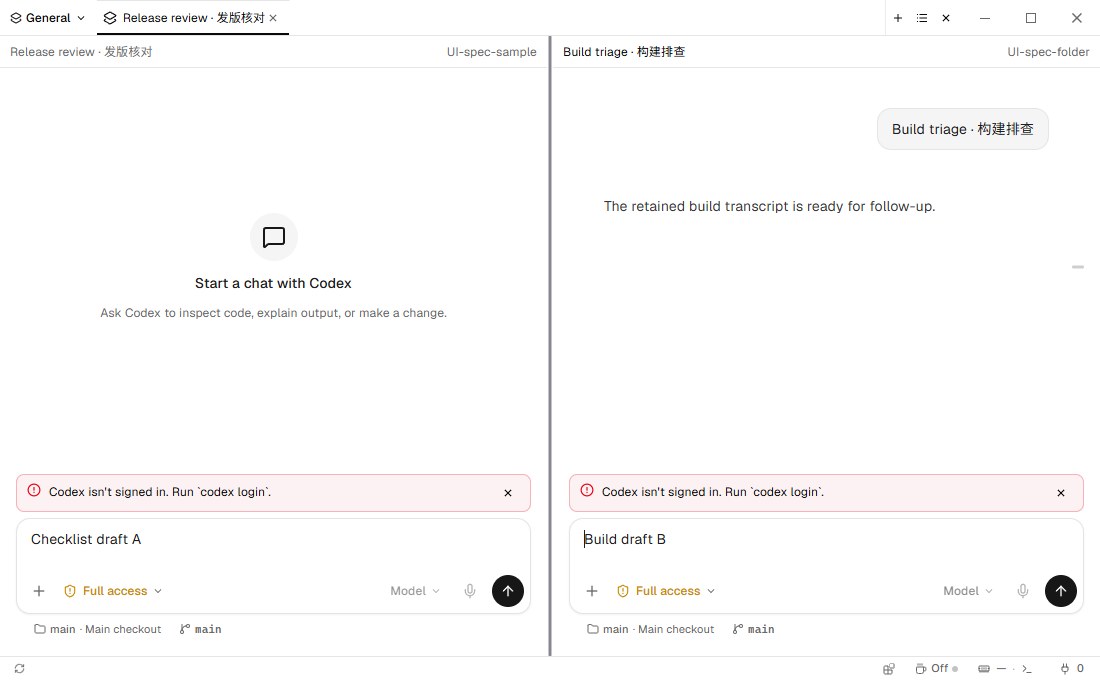 General
Release review · 发版核对
Release review · 发版核对
UI-spec-sample
Start a chat with Codex
Ask Codex to inspect code, explain output, or make a change.
Codex isn't signed in. Run `codex login`.
Checklist draft A
Full access
Model
main · Main checkout
main
Build triage · 构建排查
UI-spec-folder
Build triage · 构建排查
The retained build transcript is ready for follow-up.
Codex isn't signed in. Run `codex login`.
Build draft B
Full access
Model
main · Main checkout
main
Off
— ·
0